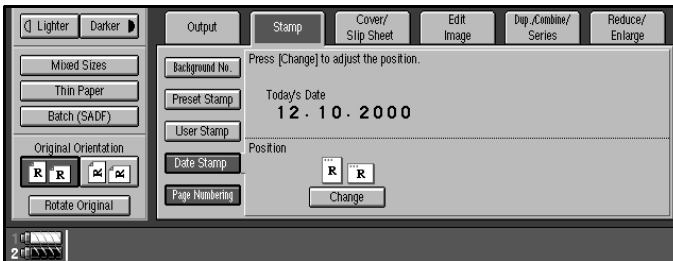 Lighter Darker
Mixed Sizes
Thin Paper
Batch (SADF)
Original Orientation
R R R R
Rotate Original
1
2
Output
Stamp
Cover/
Slip Sheet
Edit
Image
Dup./Combine/
Series
Reduce/
Enlarge
Background No.
Preset Stamp
User Stamp
Date Stamp
Page Numbering
Press [Change] to adjust the position.
Today's Date
12.10.2000
Position
R R
Change